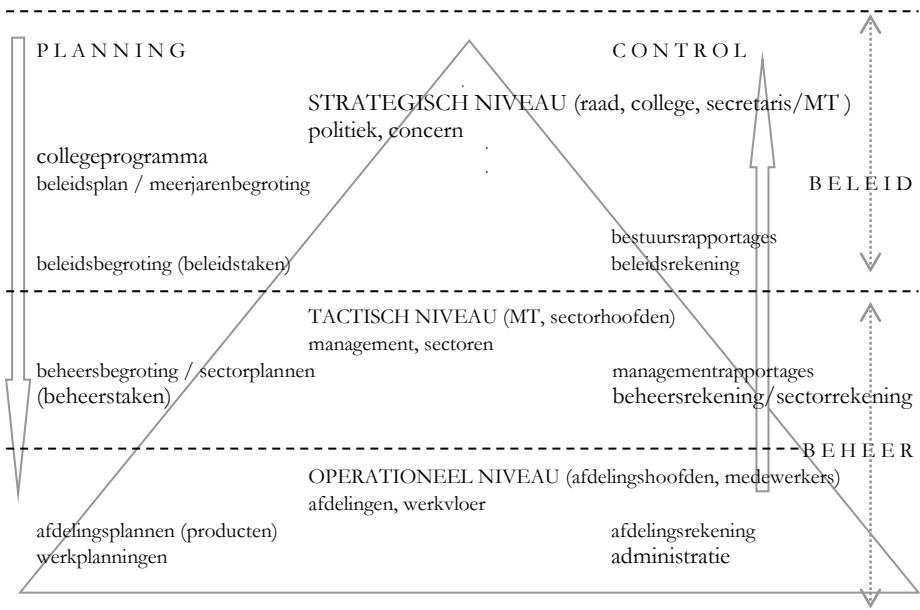 PLANNING
CONTROL
STRATEGISCH NIVEAU (raad, college, secretaris/MT )
politiek, concern
collegeprogramma
beleidsplan / meerjarenbegroting
BELEID
bestuursrapportages
beleidsbegroting (beleidstaken)
beleidsrekening
TACTISCH NIVEAU (MT, sectorhoofden)
management, sectoren
beheersbegroting / sectorplannen
managementrapportages
(beheerstaken)
beheersrekening/sectorrekening
BEHEER
OPERATIONEEL NIVEAU (afdelingshoofden, medewerkers)
afdelingen, werkvloer
afdelingsplannen (producten)
afdelingsrekening
werkplanningen
administratie